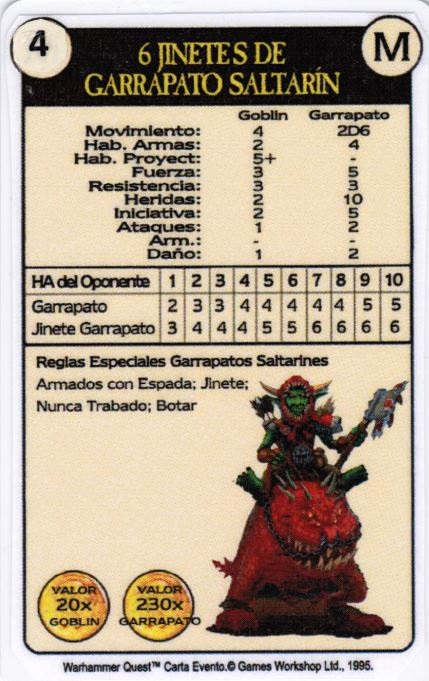 4
M
6 JINETES DE
GARRAPATO SALTARÍN
Goblin Garrapato
Movimiento: 4 2D6
Hab. Armas: 2 4
Hab. Proyect: 5+ -
Fuerza: 3 5
Resistencia: 3 3
Heridas: 2 10
Iniciativa: 2 5
Ataques: 1 2
Arm.: - -
Daño: 1 2
HA del Oponente 1 2 3 4 5 6 7 8 9 10
Garrapato 2 3 3 4 4 4 4 4 5 5
Jinete Garrapato 3 4 4 4 5 5 6 6 6 6
Reglas Especiales Garrapatos Saltarines
Armados con Espada; Jinete;
Nunca Trabado; Botar
VALOR
20x
GOBLIN
VALOR
230x
GARRAPATO
Warhammer Quest™ Carta Evento.© Games Workshop Ltd., 1995.